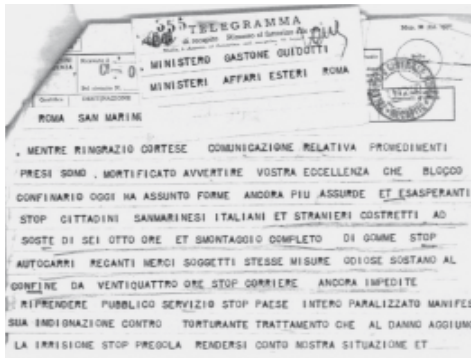 555 TELEGRAMMA
MINISTERO GASTONE GUIDOTTI
MINISTERI AFFARI ESTERI ROMA
ROMA SAN MARINE
MENTRE RINGRAZIO CORTESE COMUNICAZIONE RELATIVA PROMEDIMENTI
PRESI SONO . MORTIFICATO AVVERTIRE VOSTRA ECCELLENZA CHE BLOCCO
CONFINARIO OGGI HA ASSUNTO FORME ANCORA PIU ASSURDE ET ESASPERANTI
STOP CITTADINI SANMARINESI ITALIANI ET STRANIERI COSTRETTI AD
SOSTE DI SEI OTTO ORE ET SMONTAGGIO COMPLETO DI GOMME STOP
AUTOCARRI RECANTI MERCI SOGGETTI STESSE MISURE ODIOSE SOSTANO AL
CONFINE DA VENTIQUATTRO ORE STOP CORRIERE ANCORA IMPEDITE
RIPRENDERE PUBBLICO SERVIZIO STOP PAESE INTERO PARALIZZATO MANIFES
SUA INDIGNAZIONE CONTRO TORTURANTE TRATTAMENTO CHE AL DANNO AGGIUN
LA IRRISIONE STOP PREGOLA RENDERSI CONTO NOSTRA SITUAZIONE ET